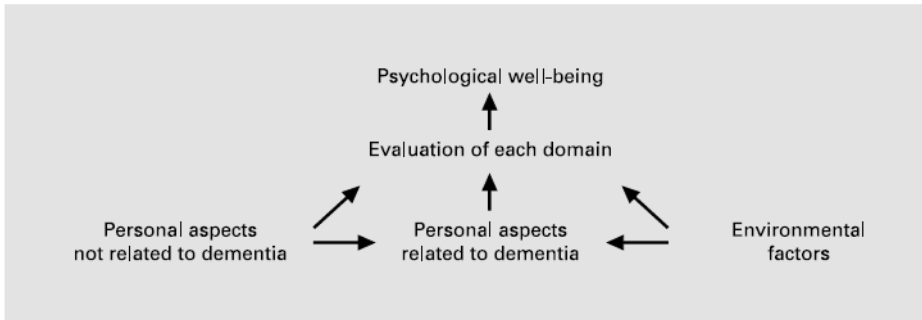 Psychological well-being
Evaluation of each domain
Personal aspects
not related to dementia
Personal aspects
related to dementia
Environmental
factors